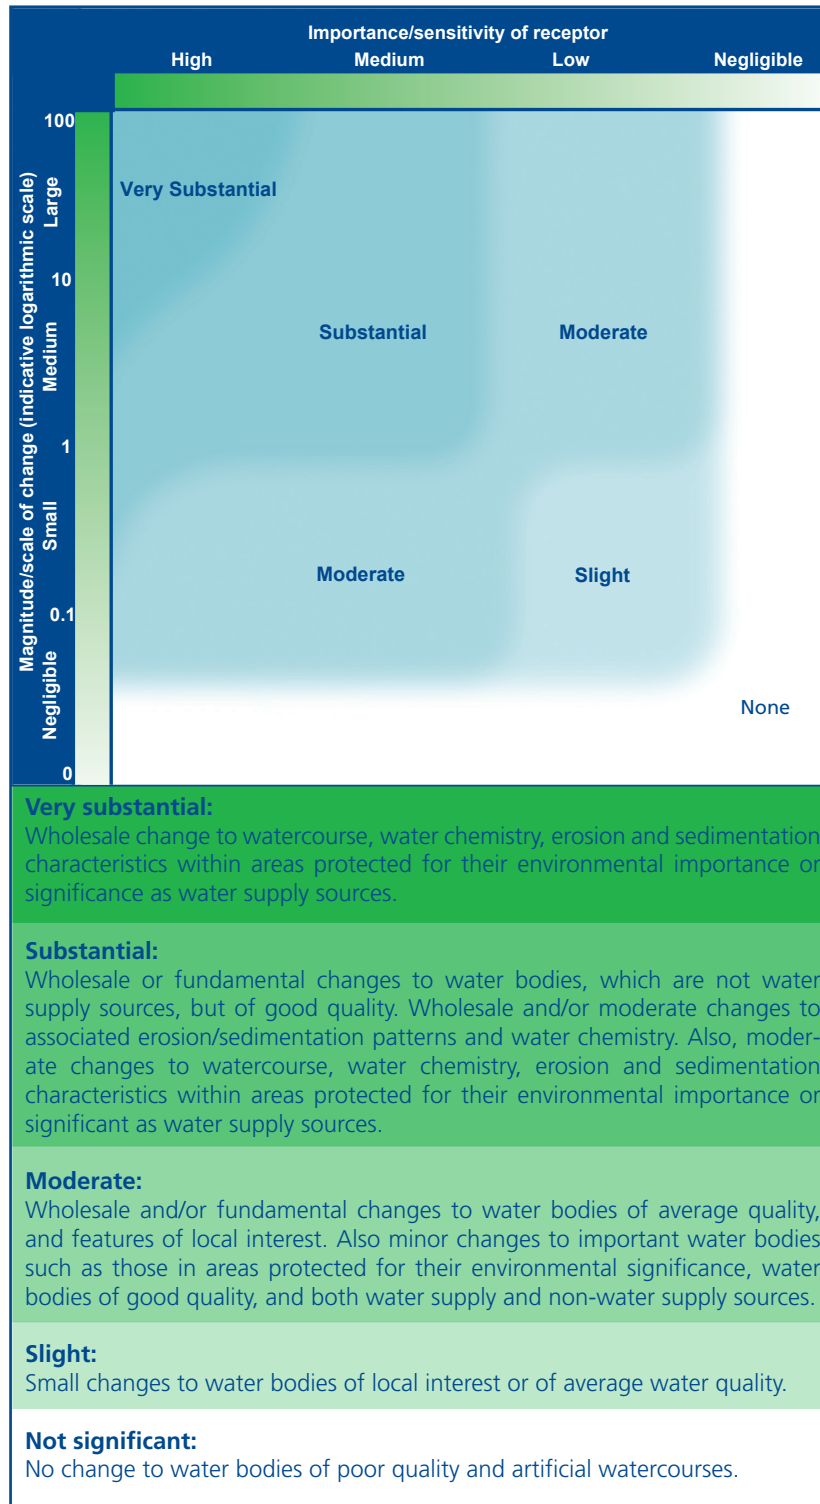 Importance/sensitivity of receptor
High Medium Low Negligible
Magnitude/scale of change (indicative logarithmic scale)
100
Large
10
Medium
1
Small
0.1
Negligible
0
Very Substantial
Substantial Moderate
Moderate Slight
None
Very substantial:
Wholesale change to watercourse, water chemistry, erosion and sedimentation
characteristics within areas protected for their environmental importance or
significance as water supply sources.
Substantial:
Wholesale or fundamental changes to water bodies, which are not water
supply sources, but of good quality. Wholesale and/or moderate changes to
associated erosion/sedimentation patterns and water chemistry. Also, moder-
ate changes to watercourse, water chemistry, erosion and sedimentation
characteristics within areas protected for their environmental importance or
significant as water supply sources.
Moderate:
Wholesale and/or fundamental changes to water bodies of average quality,
and features of local interest. Also minor changes to important water bodies
such as those in areas protected for their environmental significance, water
bodies of good quality, and both water supply and non-water supply sources.
Slight:
Small changes to water bodies of local interest or of average water quality.
Not significant:
No change to water bodies of poor quality and artificial watercourses.